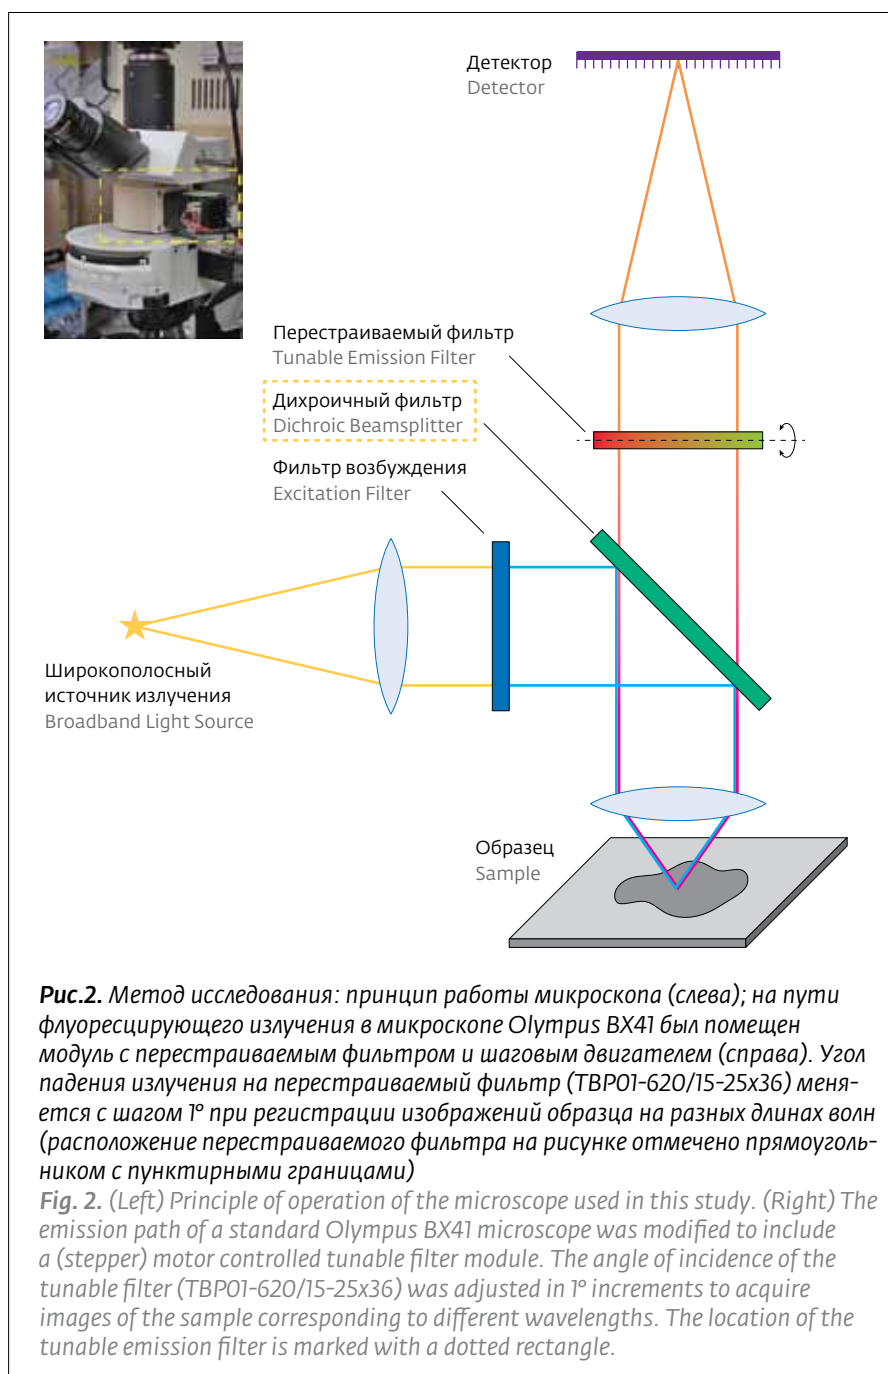 Детектор
Detector
Перестраиваемый фильтр
Tunable Emission Filter
Дихроичный фильтр
Dichroic Beamsplitter
Фильтр возбуждения
Excitation Filter
Широкополосный
источник излучения
Broadband Light Source
Образец
Sample
Рис.2. Метод исследования: принцип работы микроскопа (слева); на пути
флуоресцирующего излучения в микроскопе Olympus BX41 был помещен
модуль с перестраиваемым фильтром и шаговым двигателем (справа). Угол
падения излучения на перестраиваемый фильтр (TBP01-620/15-25x36) меня-
ется с шагом 1° при регистрации изображений образца на разных длинах волн
(расположение перестраиваемого фильтра на рисунке отмечено прямоуголь-
ником с пунктирными границами)
Fig. 2. (Left) Principle of operation of the microscope used in this study. (Right) The
emission path of a standard Olympus BX41 microscope was modified to include
a (stepper) motor controlled tunable filter module. The angle of incidence of the
tunable filter (TBP01-620/15-25x36) was adjusted in 1° increments to acquire
images of the sample corresponding to different wavelengths. The location of the
tunable emission filter is marked with a dotted rectangle.